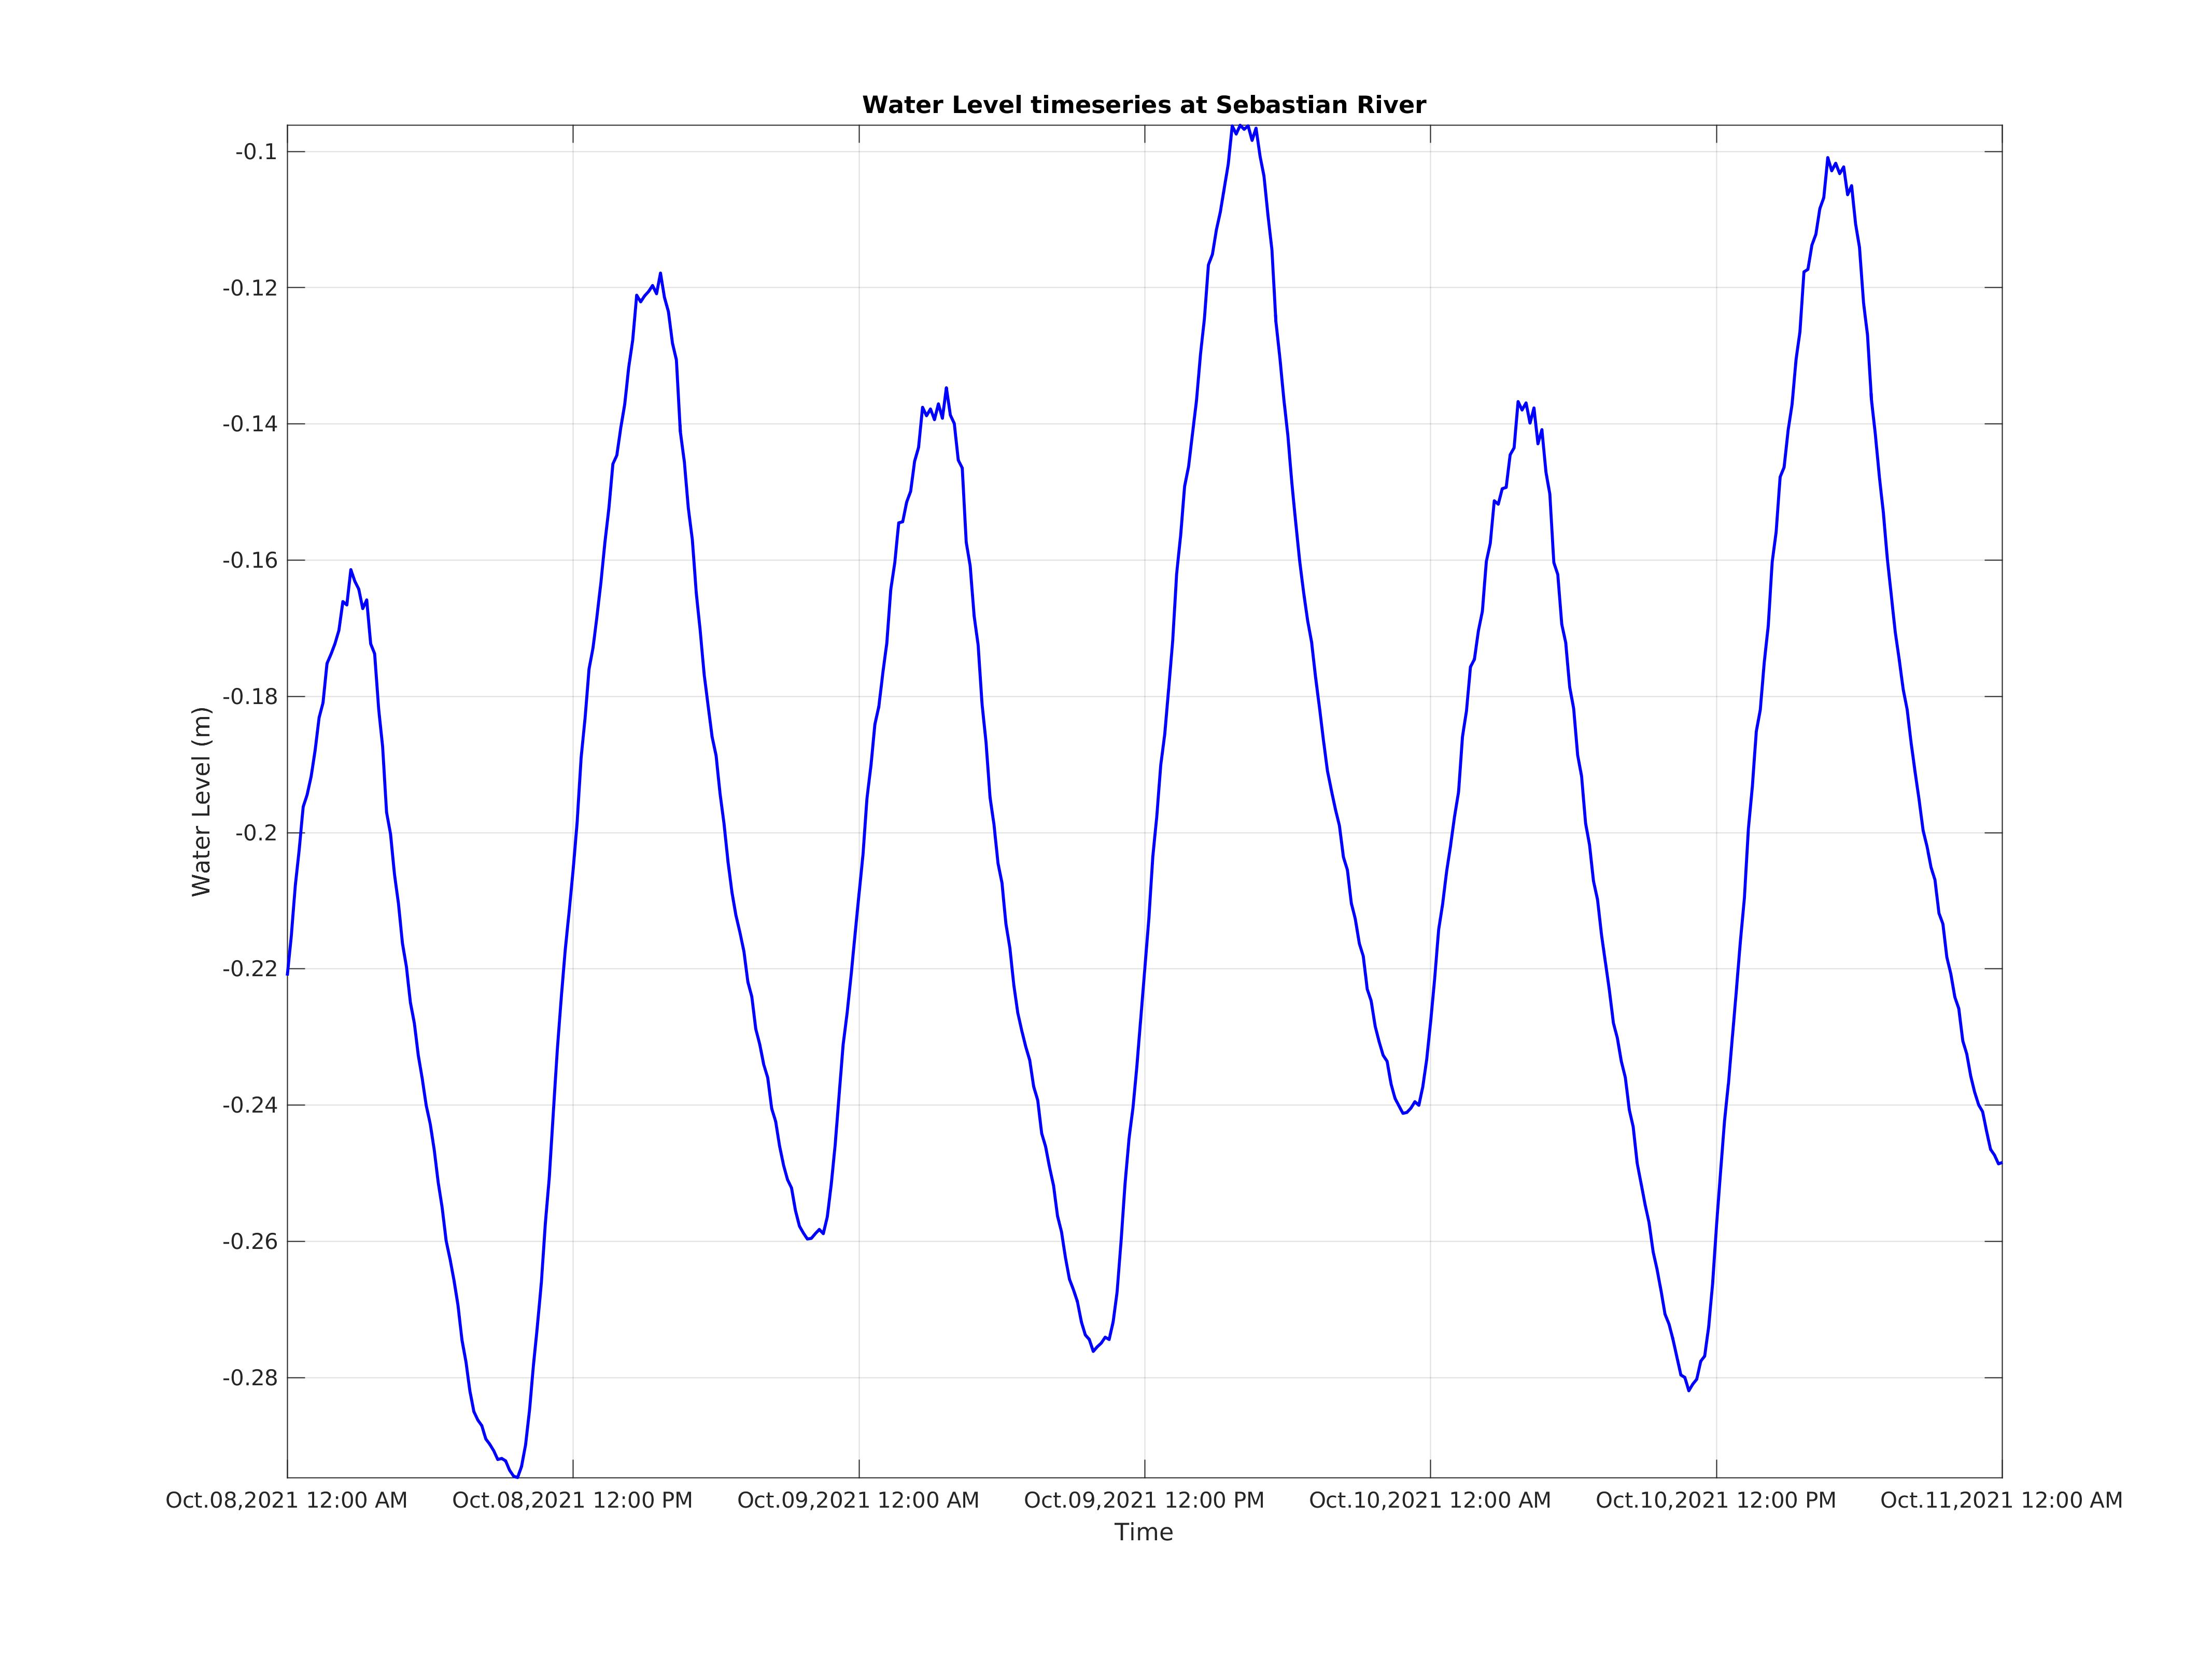 Water Level timeseries at Sebastian River
-0.1
-0.12
-0.14
-0.16
-0.18
-0.2
-0.22
-0.24
-0.26
-0.28
Water Level (m)
Oct.08,2021 12:00 AM Oct.08,2021 12:00 PM Oct.09,2021 12:00 AM Oct.09,2021 12:00 PM Oct.10,2021 12:00 AM Oct.10,2021 12:00 PM Oct.11,2021 12:00 AM
Time